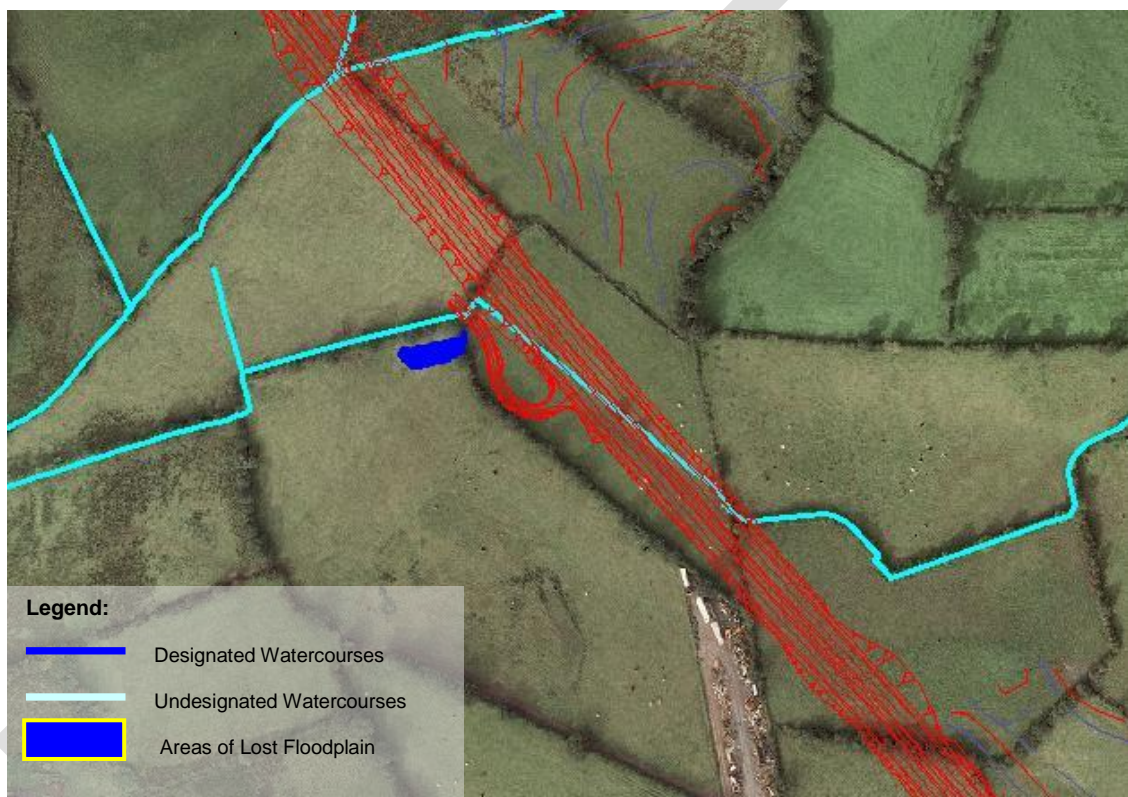 Legend:
Designated Watercourses
Undesignated Watercourses
Areas of Lost Floodplain